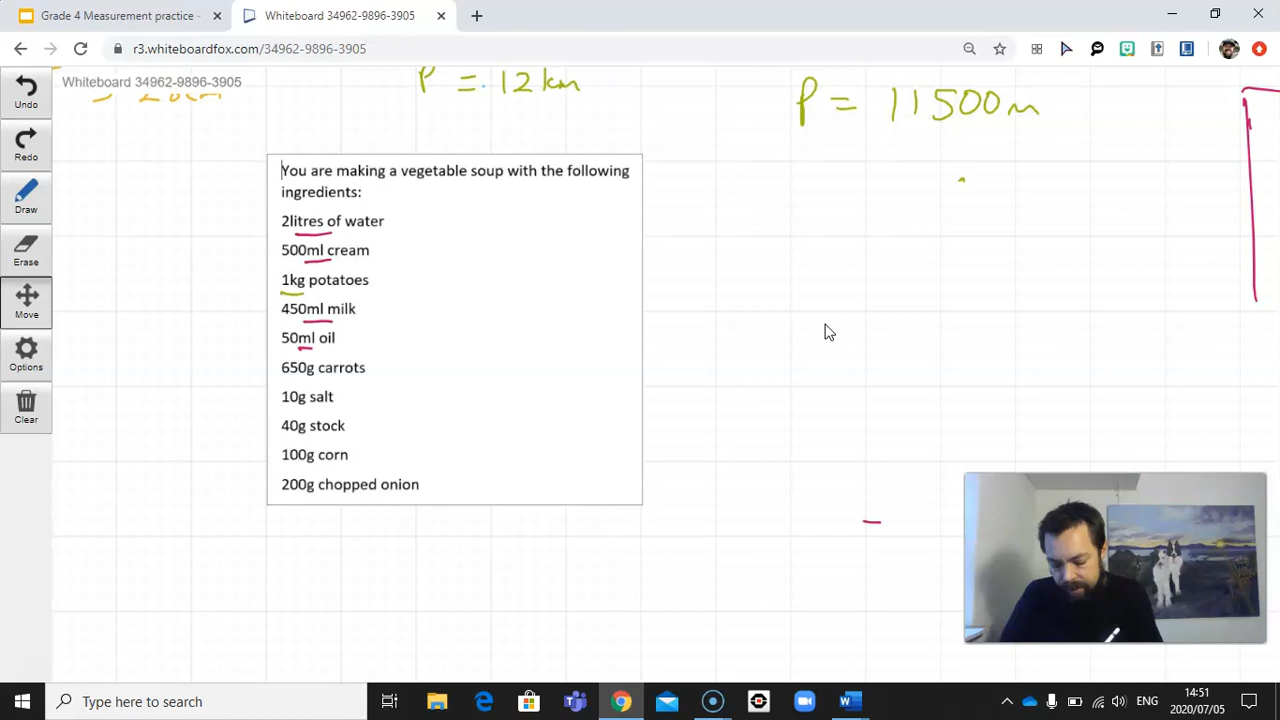 Grade 4 Measurement practice -
Whiteboard 34962-9896-3905
r3.whiteboardfox.com/34962-9896-3905
Whiteboard 34962-9896-3905
P = 12 km
P = 11500m
Undo
Redo
Draw
Erase
Move
Options
Clear
You are making a vegetable soup with the following
ingredients:
2litres of water
500ml cream
1kg potatoes
450ml milk
50ml oil
650g carrots
10g salt
40g stock
100g corn
200g chopped onion
Type here to search
ENG
14:51
2020/07/05